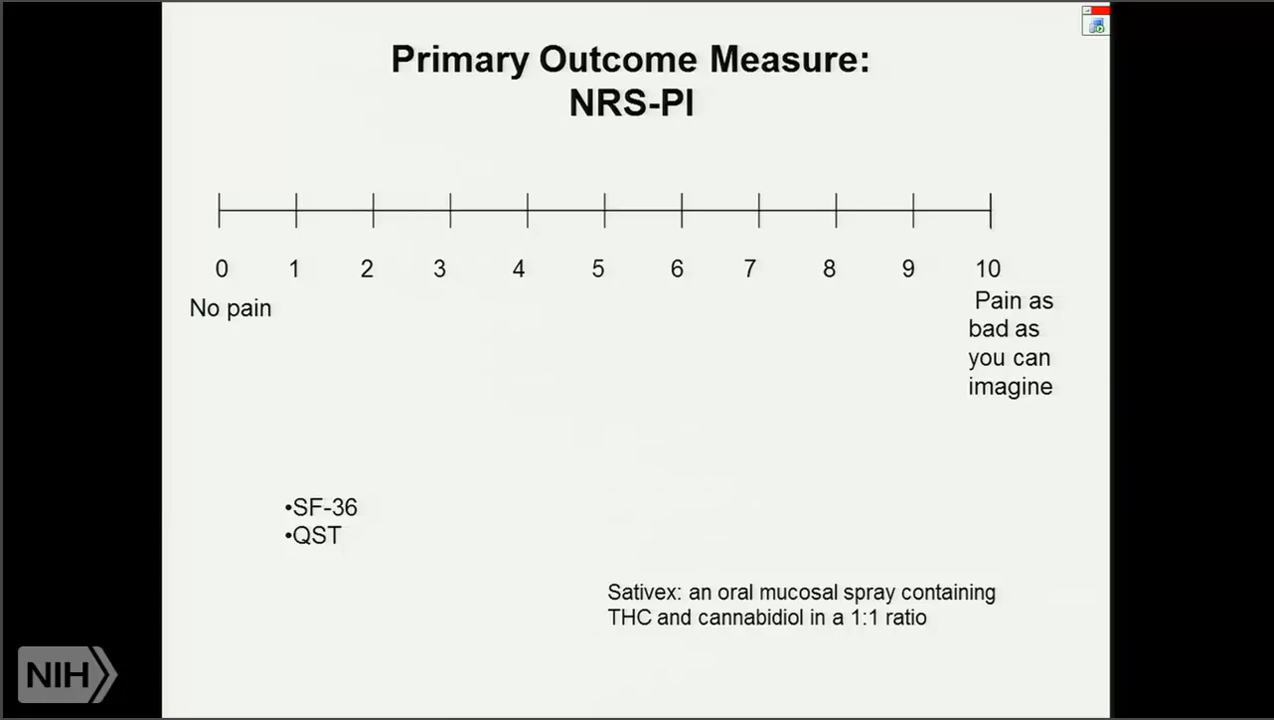 Primary Outcome Measure:
NRS-PI
0 1 2 3 4 5 6 7 8 9 10
No pain
Pain as
bad as
you can
imagine
•SF-36
•QST
Sativex: an oral mucosal spray containing
THC and cannabidiol in a 1:1 ratio
NIH